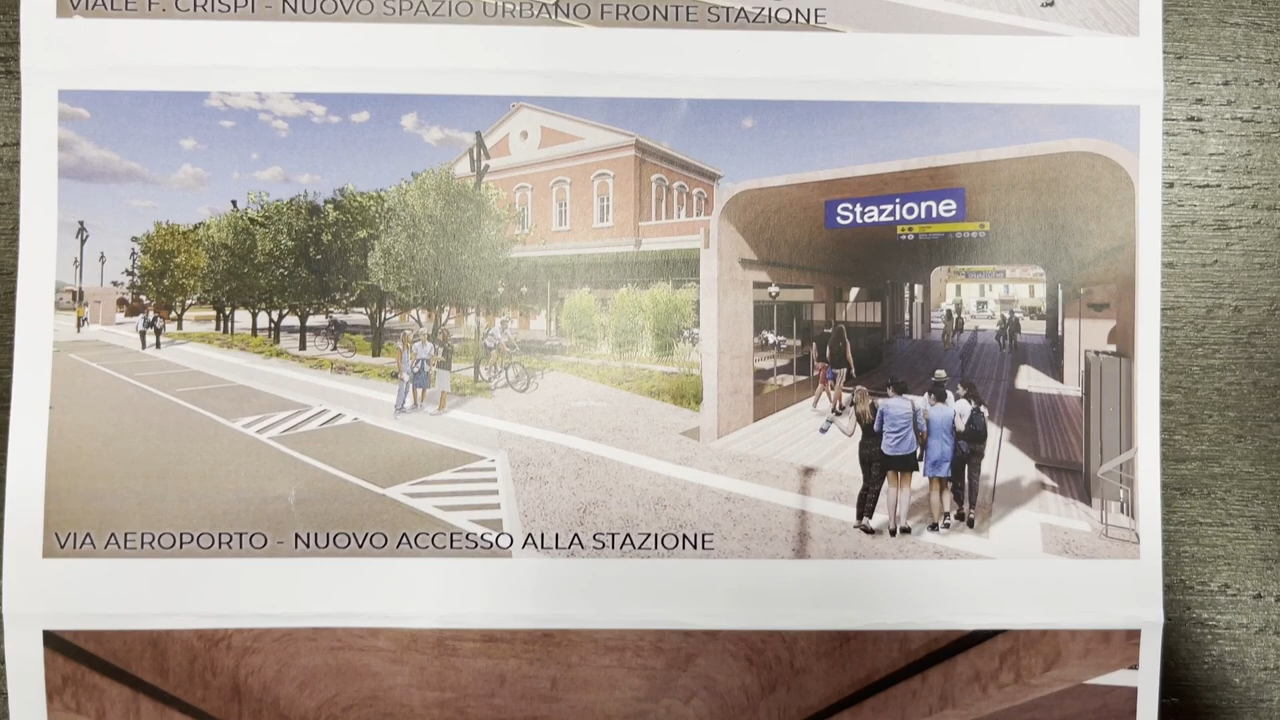 VIALE F. CRISPI - NUOVO SPAZIO URBANO FRONTE STAZIONE
Stazione
VIA AEROPORTO - NUOVO ACCESSO ALLA STAZIONE